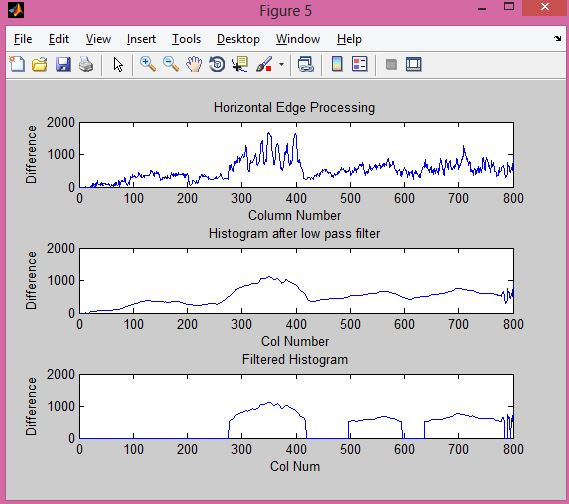 Figure 5
File Edit View Insert Tools Desktop Window Help
Horizontal Edge Processing
2000
1000
0
Difference
0 100 200 300 400 500 600 700 800
Column Number
Histogram after low pass filter
2000
1000
0
Difference
0 100 200 300 400 500 600 700 800
Col Number
Filtered Histogram
2000
1000
0
Difference
0 100 200 300 400 500 600 700 800
Col Num